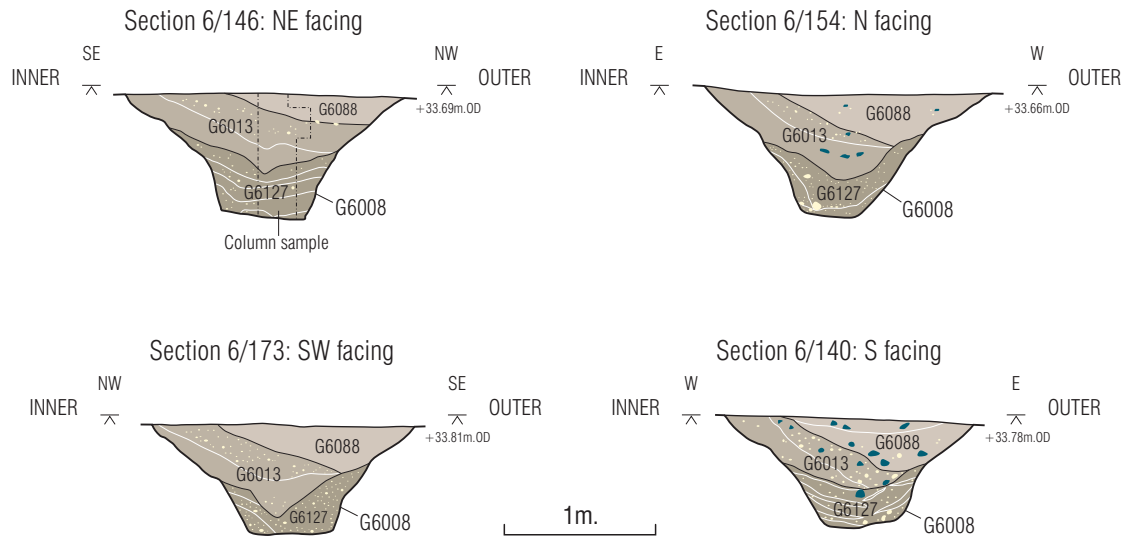 Section 6/146: NE facing
SE
NW
INNER
OUTER
+33.69m.OD
G6088
G6013
G6127
G6008
Column sample
Section 6/154: N facing
E
W
INNER
OUTER
+33.66m.OD
G6088
G6013
G6127
G6008
Section 6/173: SW facing
NW
SE
INNER
OUTER
+33.81m.OD
G6088
G6013
G6127
G6008
Section 6/140: S facing
W
E
INNER
OUTER
+33.78m.OD
G6088
G6013
G6127
G6008
1m.